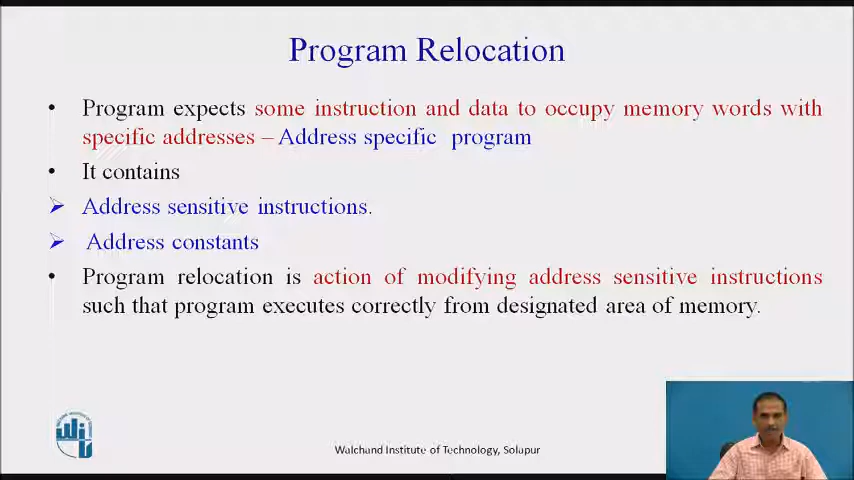 Program Relocation
• Program expects some instruction and data to occupy memory words with
specific addresses – Address specific program
• It contains
➢ Address sensitive instructions.
➢ Address constants
• Program relocation is action of modifying address sensitive instructions
such that program executes correctly from designated area of memory.
Walchand Institute of Technology, Solapur